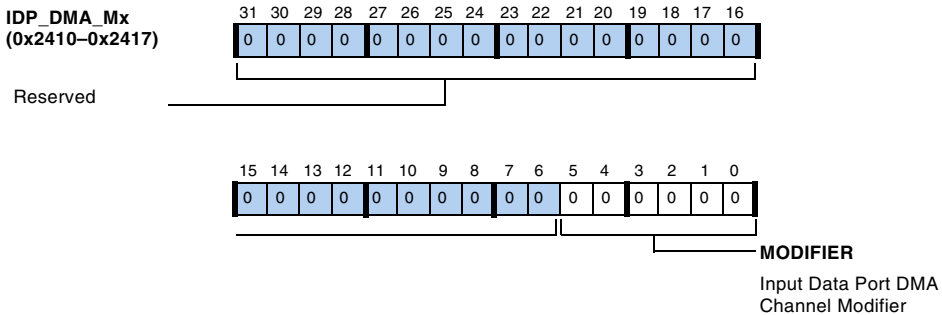 IDP_DMA_Mx
(0x2410–0x2417)
31 30 29 28 27 26 25 24 23 22 21 20 19 18 17 16
0 0 0 0 0 0 0 0 0 0 0 0 0 0 0 0
Reserved
15 14 13 12 11 10 9 8 7 6 5 4 3 2 1 0
0 0 0 0 0 0 0 0 0 0 0 0 0 0 0 0
MODIFIER
Input Data Port DMA
Channel Modifier